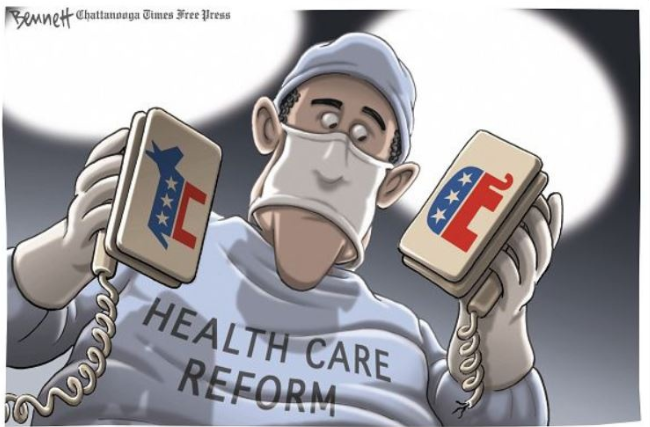 Bennett Chattanooga Times Free Press
HEALTH CARE
REFORM